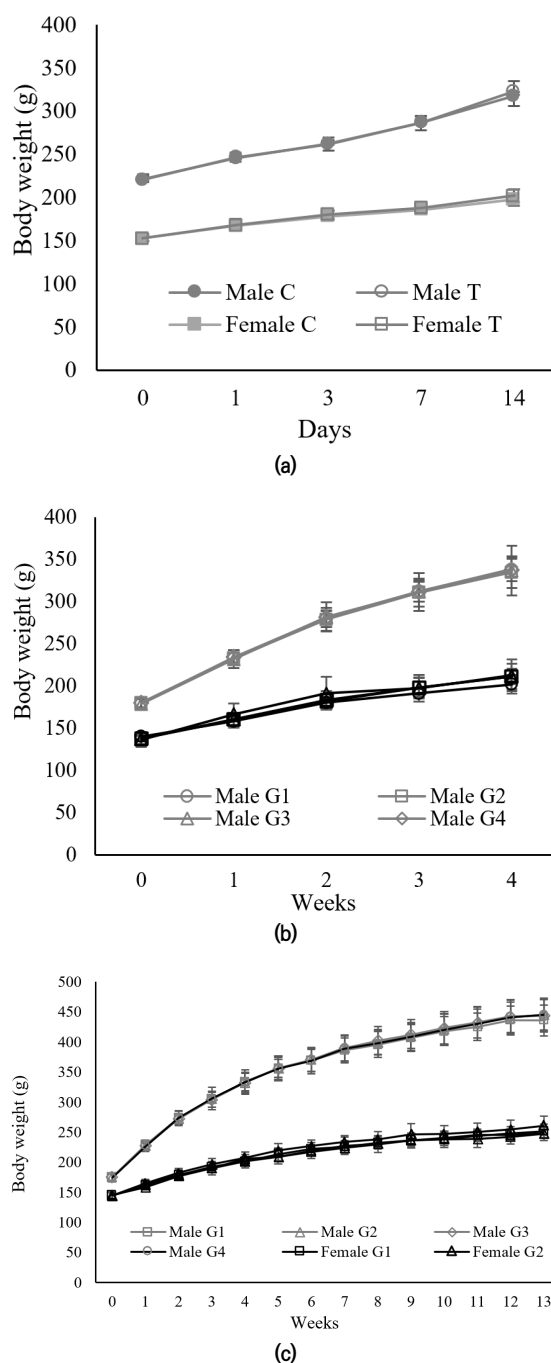 400
350
300
250
200
150
100
50
0
Body weight (g)
Male C
Male T
Female C
Female T
0 1 3 7 14
Days
(a)
400
350
300
250
200
150
100
50
0
Body weight (g)
Male G1
Male G2
Male G3
Male G4
0 1 2 3 4
Weeks
(b)
500
450
400
350
300
250
200
150
100
50
0
Body weight (g)
Male G1 Male G2 Male G3
Male G4 Female G1 Female G2
0 1 2 3 4 5 6 7 8 9 10 11 12 13
Weeks
(c)